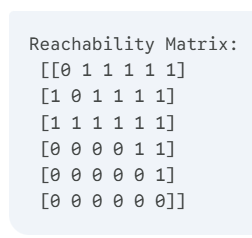 Reachability Matrix:
[[0 1 1 1 1 1]
[1 0 1 1 1 1]
[1 1 1 1 1 1]
[0 0 0 0 1 1]
[0 0 0 0 0 1]
[0 0 0 0 0 0]]